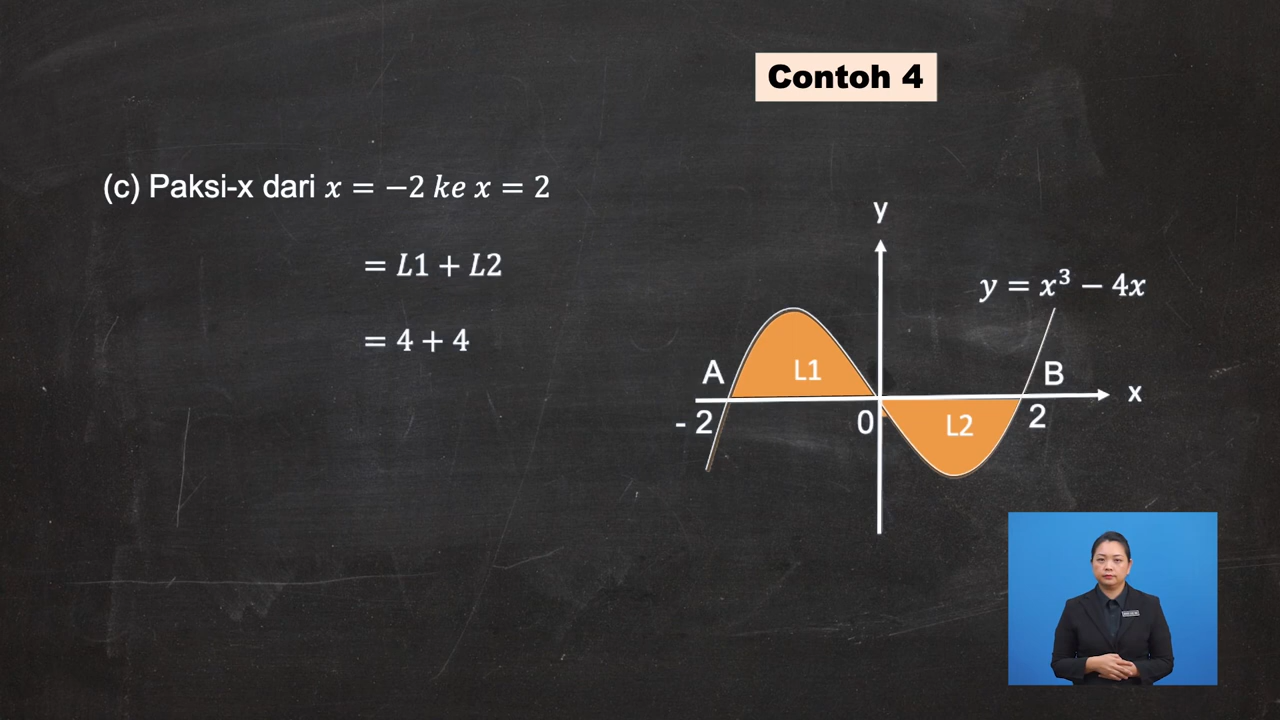 Contoh 4
(c) Paksi-x dari x = −2 ke x = 2
= L1 + L2
= 4 + 4
y
y = x³ − 4x
A
L1
B
x
- 2
0
L2
2